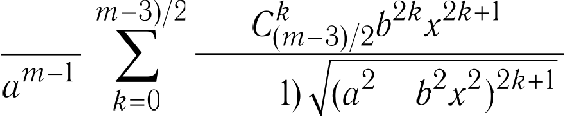 \frac{}{a^{m-1}} \sum_{k=0}^{m-3)/2} \frac{C_{(m-3)/2}^{k} b^{2k} x^{2k+1}}{1) \sqrt{(a^2 \quad b^2 x^2)^{2k+1}}}